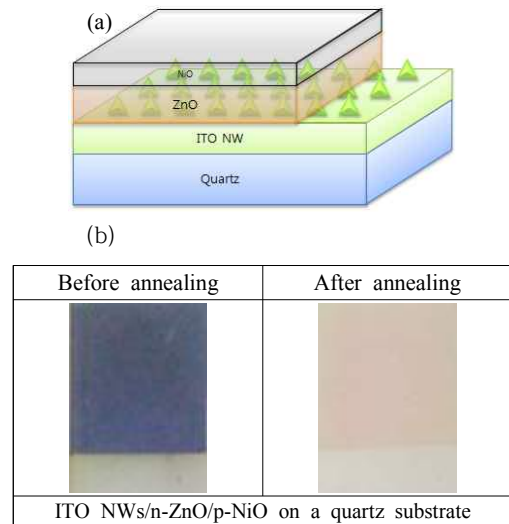 (a)
NiO
ZnO
ITO NW
Quartz
(b)
Before annealing
After annealing
ITO NWs/n-ZnO/p-NiO on a quartz substrate